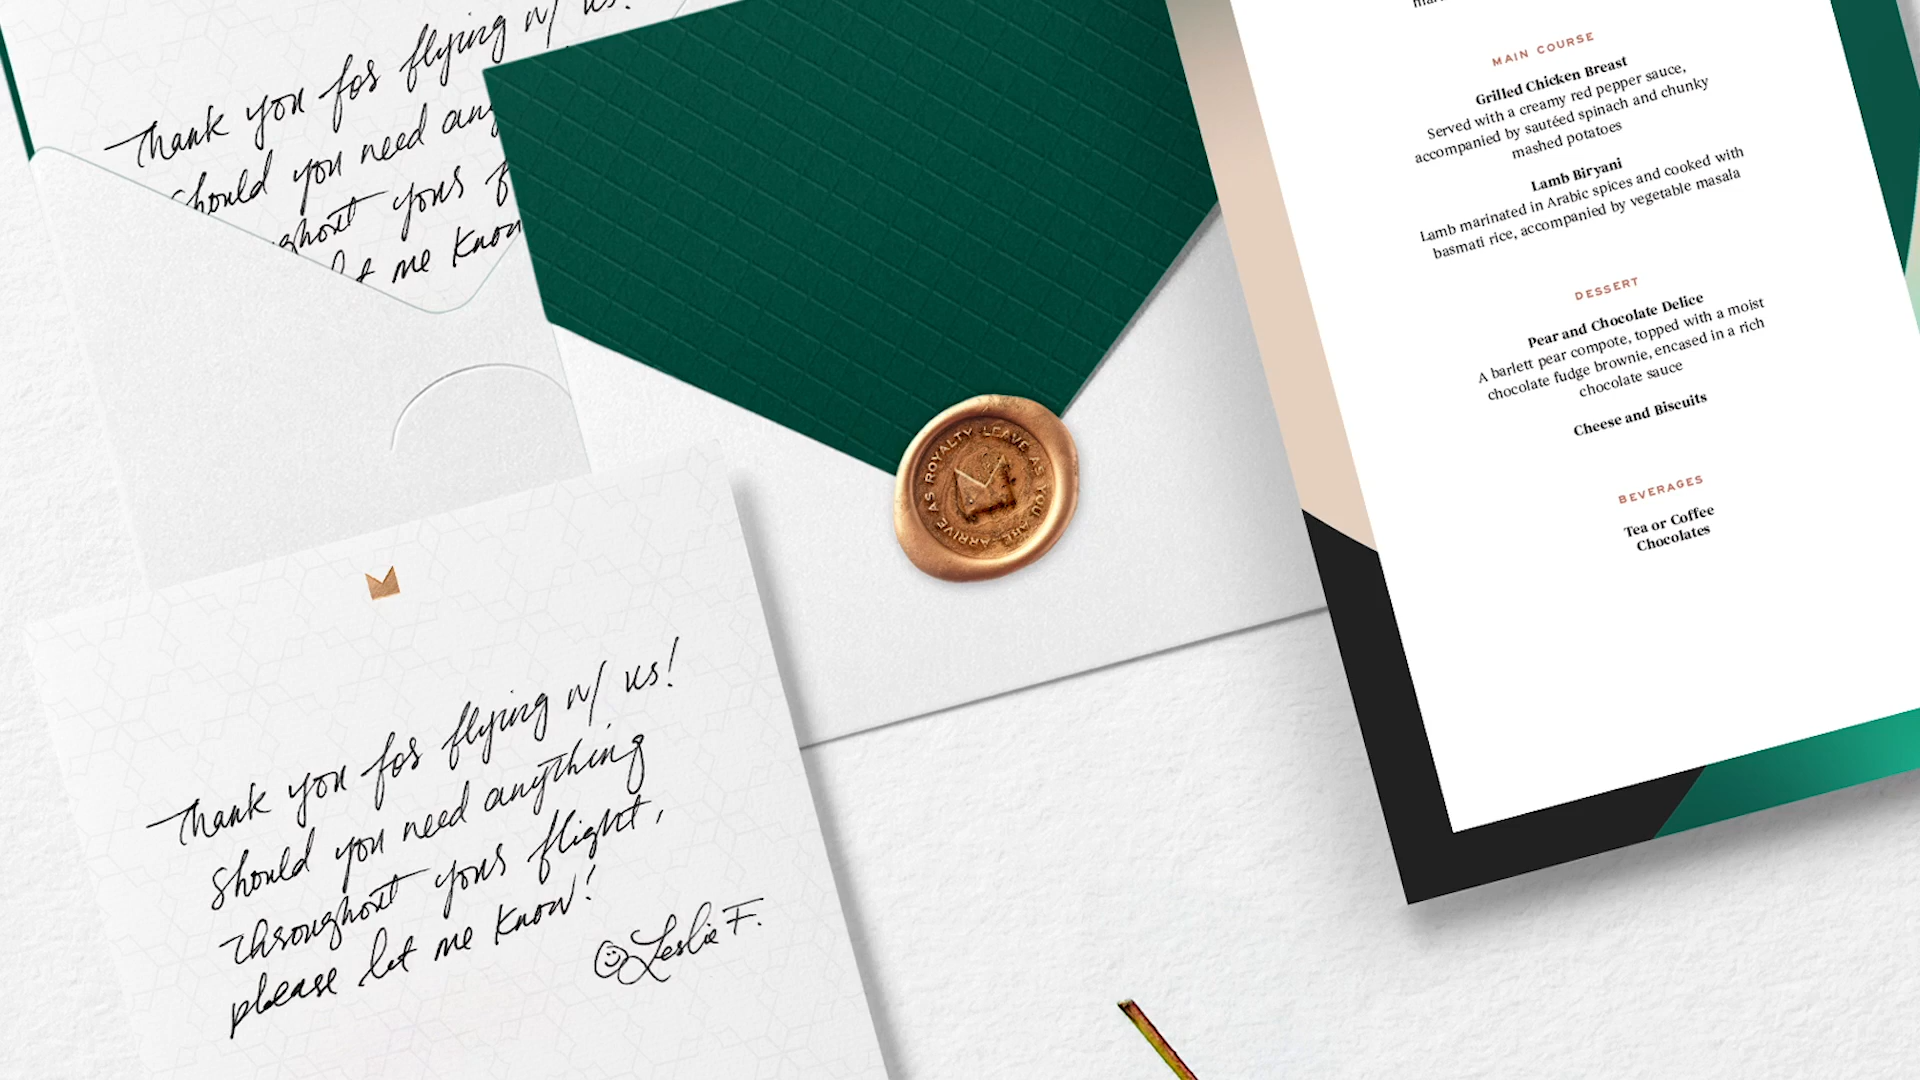 Thank you for flying w/ us!
Should you need any
ghout your f
let me know
ARRIVE AS ROYALTY LEAVE AS YOU ARE
MAIN COURSE
Grilled Chicken Breast
Served with a creamy red pepper sauce,
accompanied by sautéed spinach and chunky
mashed potatoes
Lamb Biryani
Lamb marinated in Arabic spices and cooked with
basmati rice, accompanied by vegetable masala
DESSERT
Pear and Chocolate Delice
A barlett pear compote, topped with a moist
chocolate fudge brownie, encased in a rich
chocolate sauce
Cheese and Biscuits
BEVERAGES
Tea or Coffee
Chocolates
Thank you for flying w/ us!
Should you need anything
throughout your flight,
please let me know!
Leslie F.